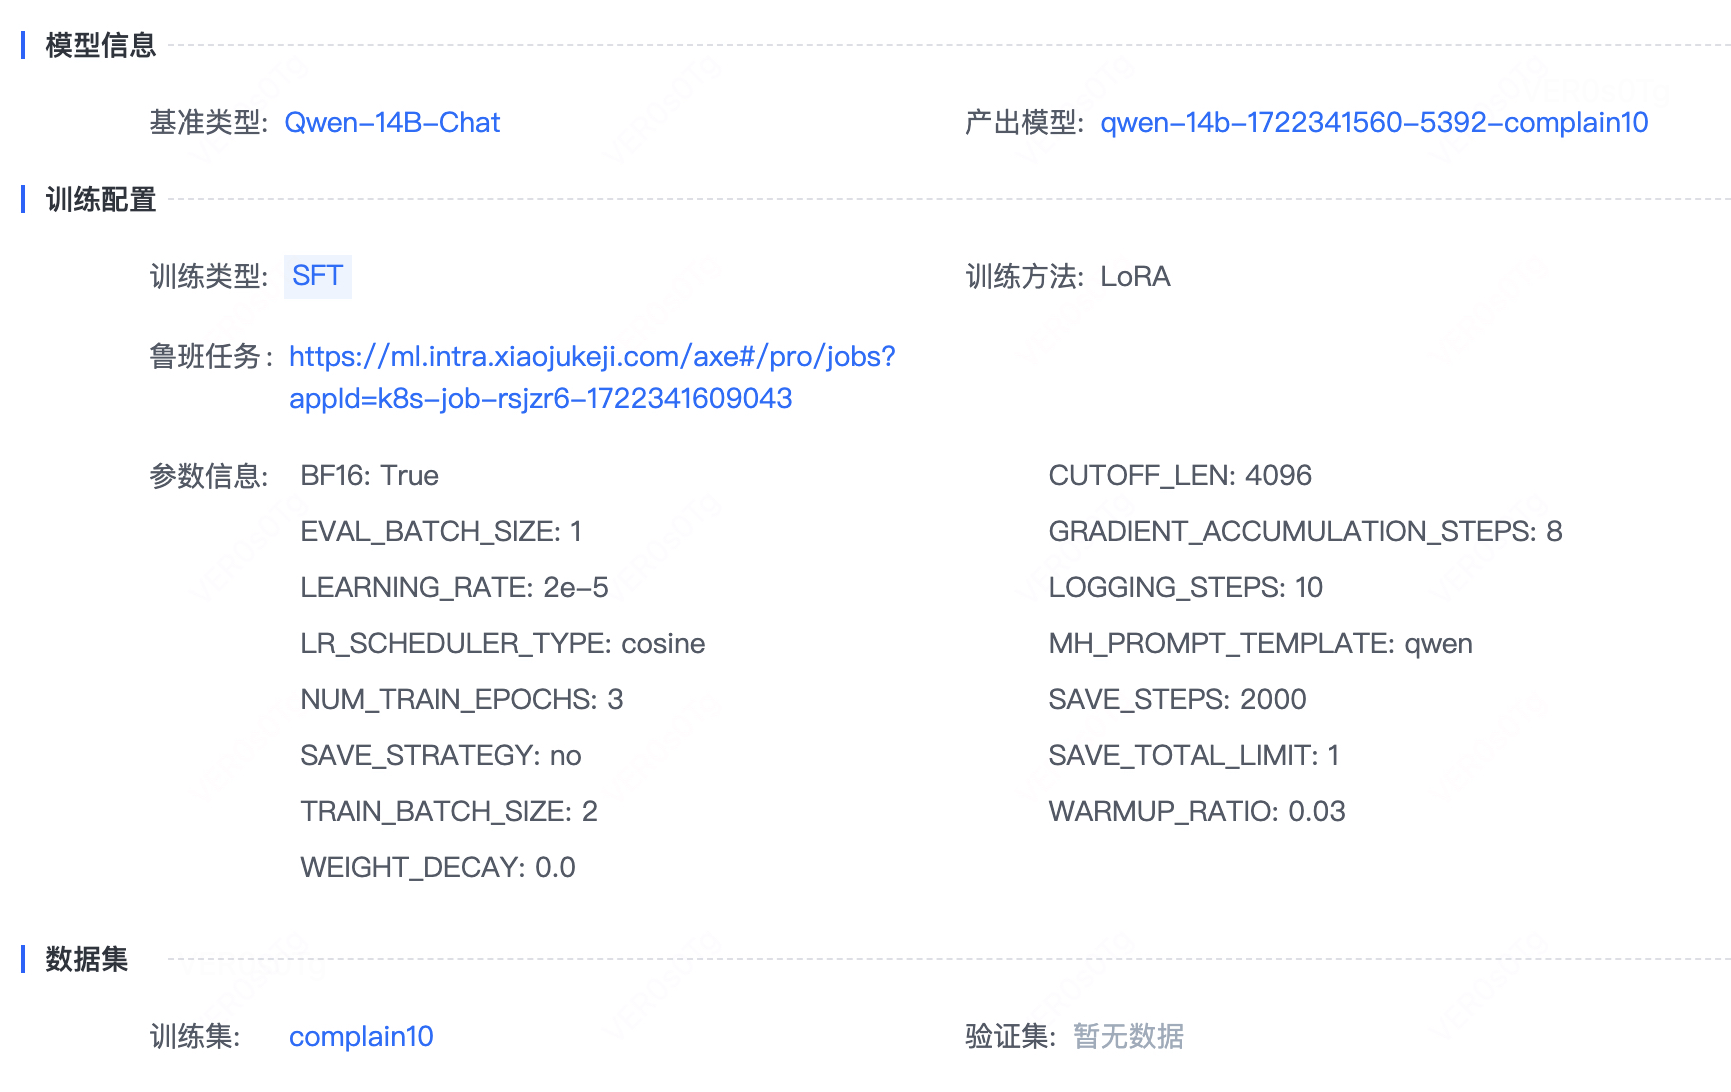 模型信息
基准类型: Qwen-14B-Chat 产出模型: qwen-14b-1722341560-5392-complain10
训练配置
训练类型: SFT 训练方法: LoRA
鲁班任务: https://ml.intra.xiaojukeji.com/axe#/pro/jobs?
appId=k8s-job-rsjzr6-1722341609043
参数信息: BF16: True CUTOFF_LEN: 4096
EVAL_BATCH_SIZE: 1 GRADIENT_ACCUMULATION_STEPS: 8
LEARNING_RATE: 2e-5 LOGGING_STEPS: 10
LR_SCHEDULER_TYPE: cosine MH_PROMPT_TEMPLATE: qwen
NUM_TRAIN_EPOCHS: 3 SAVE_STEPS: 2000
SAVE_STRATEGY: no SAVE_TOTAL_LIMIT: 1
TRAIN_BATCH_SIZE: 2 WARMUP_RATIO: 0.03
WEIGHT_DECAY: 0.0
数据集
训练集: complain10 验证集: 暂无数据